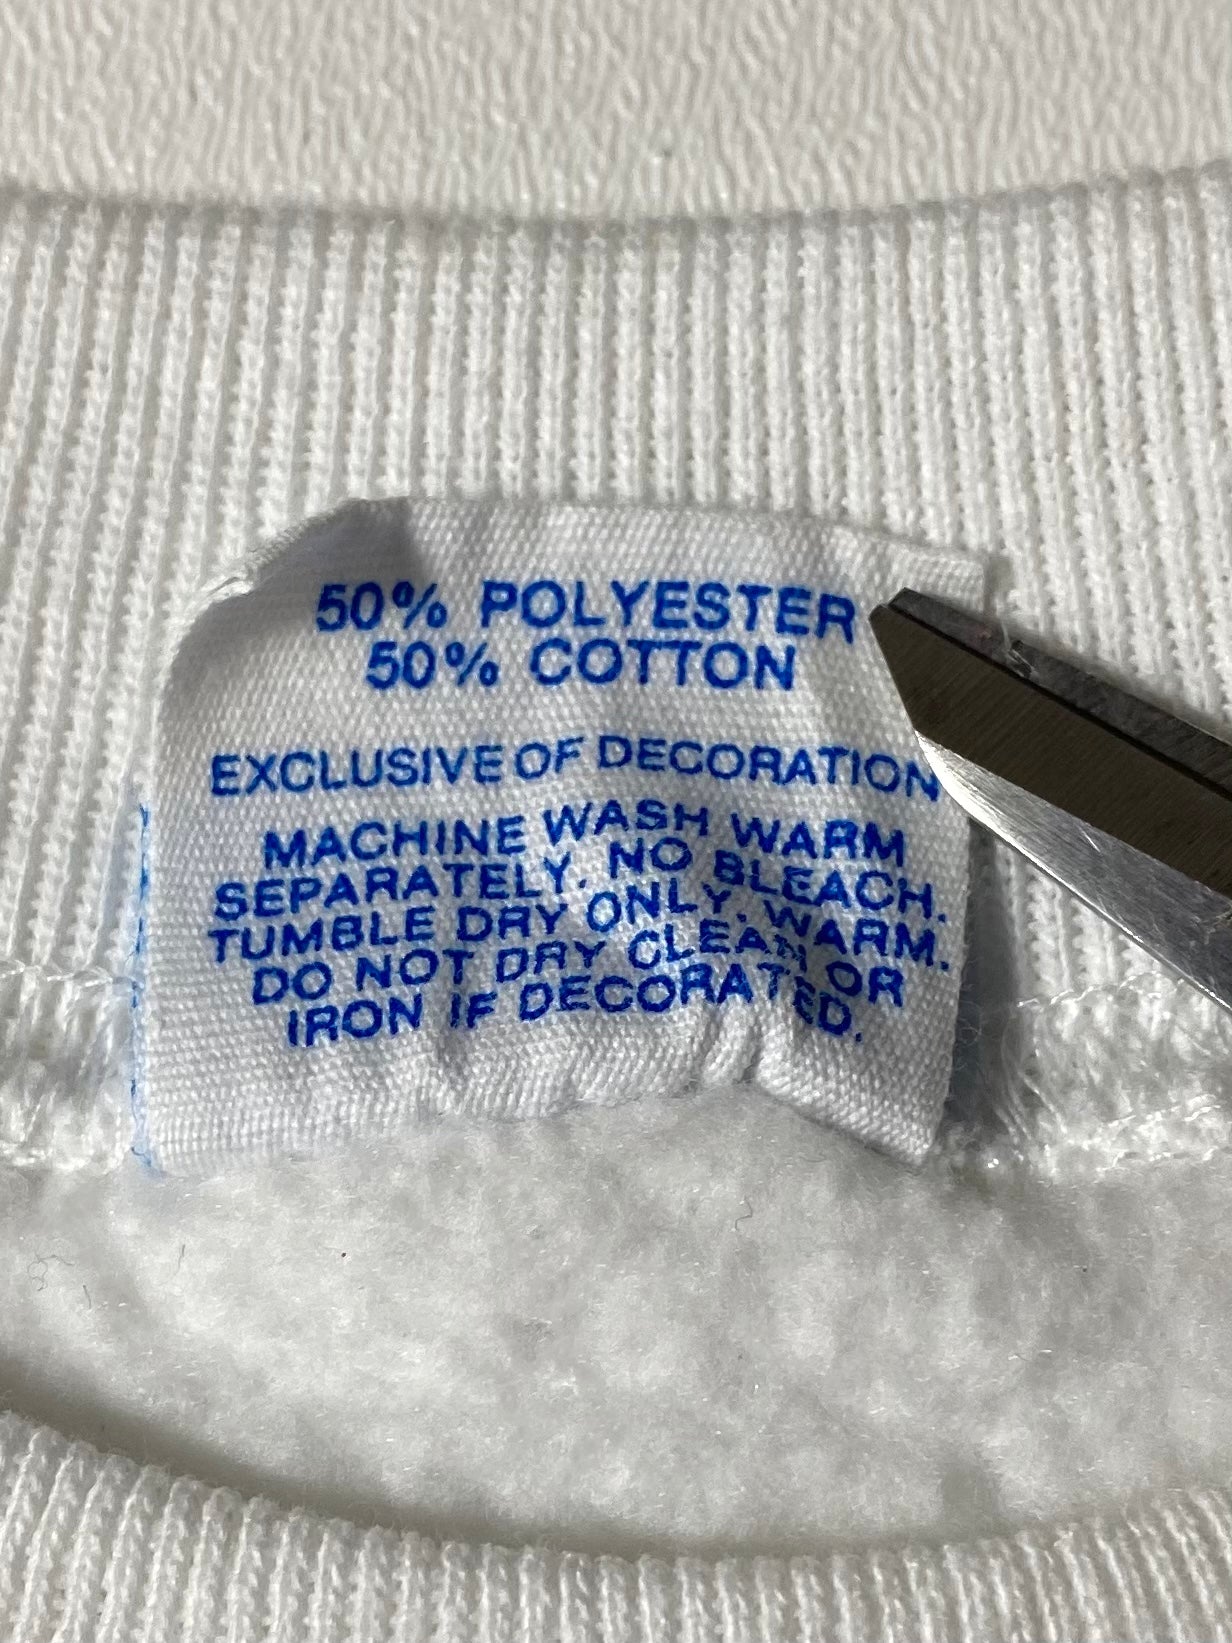 50% POLYESTER
50% COTTON
EXCLUSIVE OF DECORATION
MACHINE WASH WARM
SEPARATELY. NO BLEACH.
TUMBLE DRY ONLY. WARM.
DO NOT DRY CLEAN OR
IRON IF DECORATED.